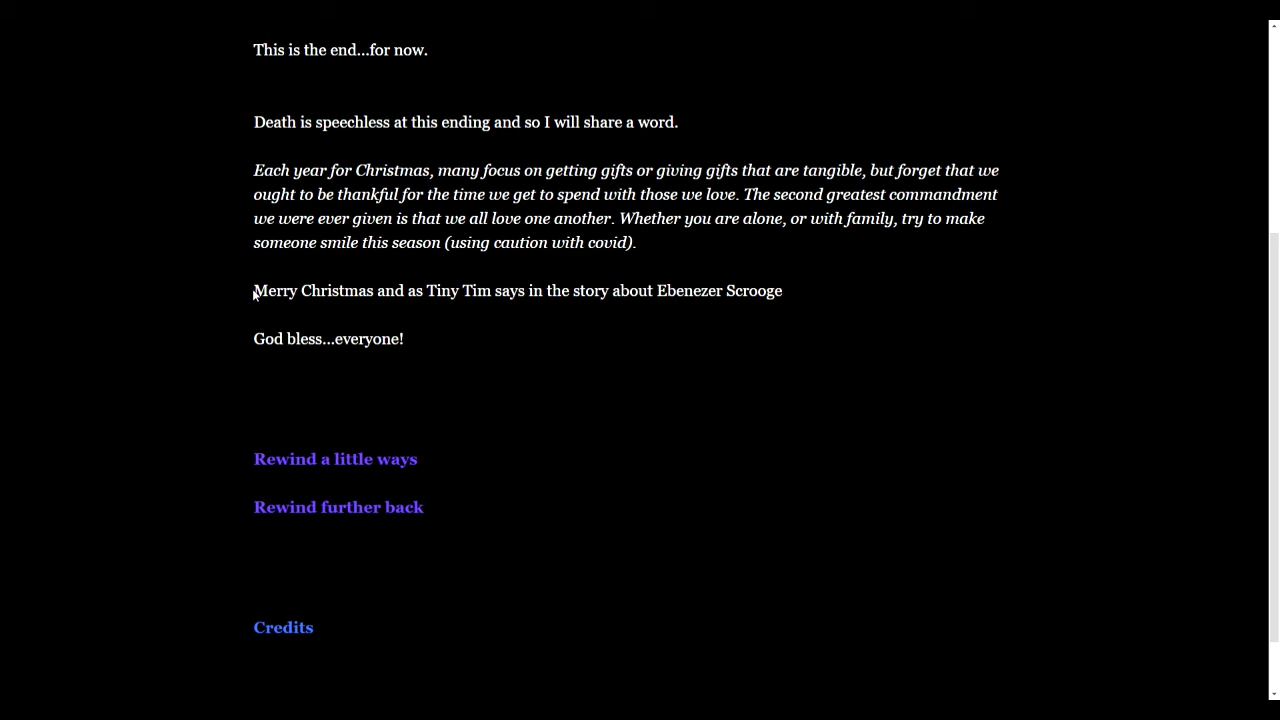 This is the end...for now.
Death is speechless at this ending and so I will share a word.
Each year for Christmas, many focus on getting gifts or giving gifts that are tangible, but forget that we
ought to be thankful for the time we get to spend with those we love. The second greatest commandment
we were ever given is that we all love one another. Whether you are alone, or with family, try to make
someone smile this season (using caution with covid).
Merry Christmas and as Tiny Tim says in the story about Ebenezer Scrooge
God bless...everyone!
Rewind a little ways
Rewind further back
Credits